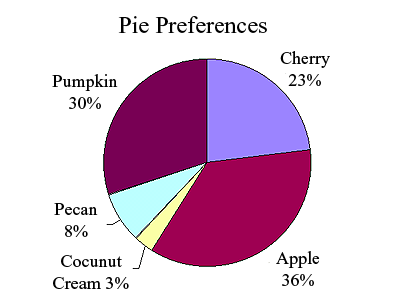 Pie Preferences
Cherry
23%
Pumpkin
30%
Pecan
8%
Cocunut
Cream 3%
Apple
36%